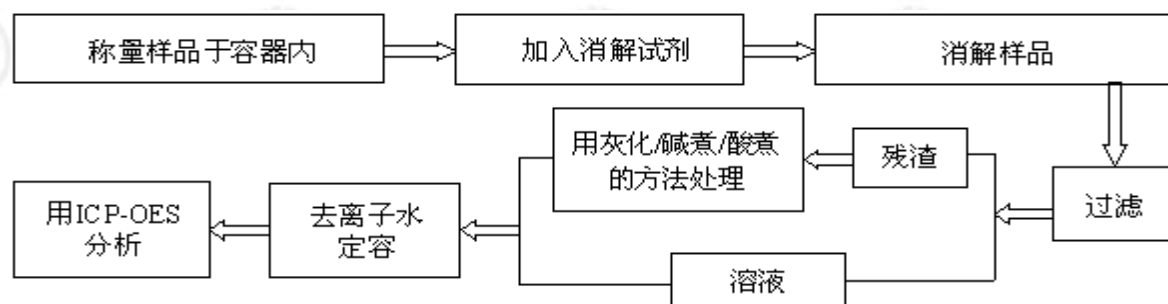 称量样品于容器内
加入消解试剂
消解样品
过滤
残渣
用灰化/碱煮/酸煮
的方法处理
溶液
去离子水
定容
用ICP-OES
分析